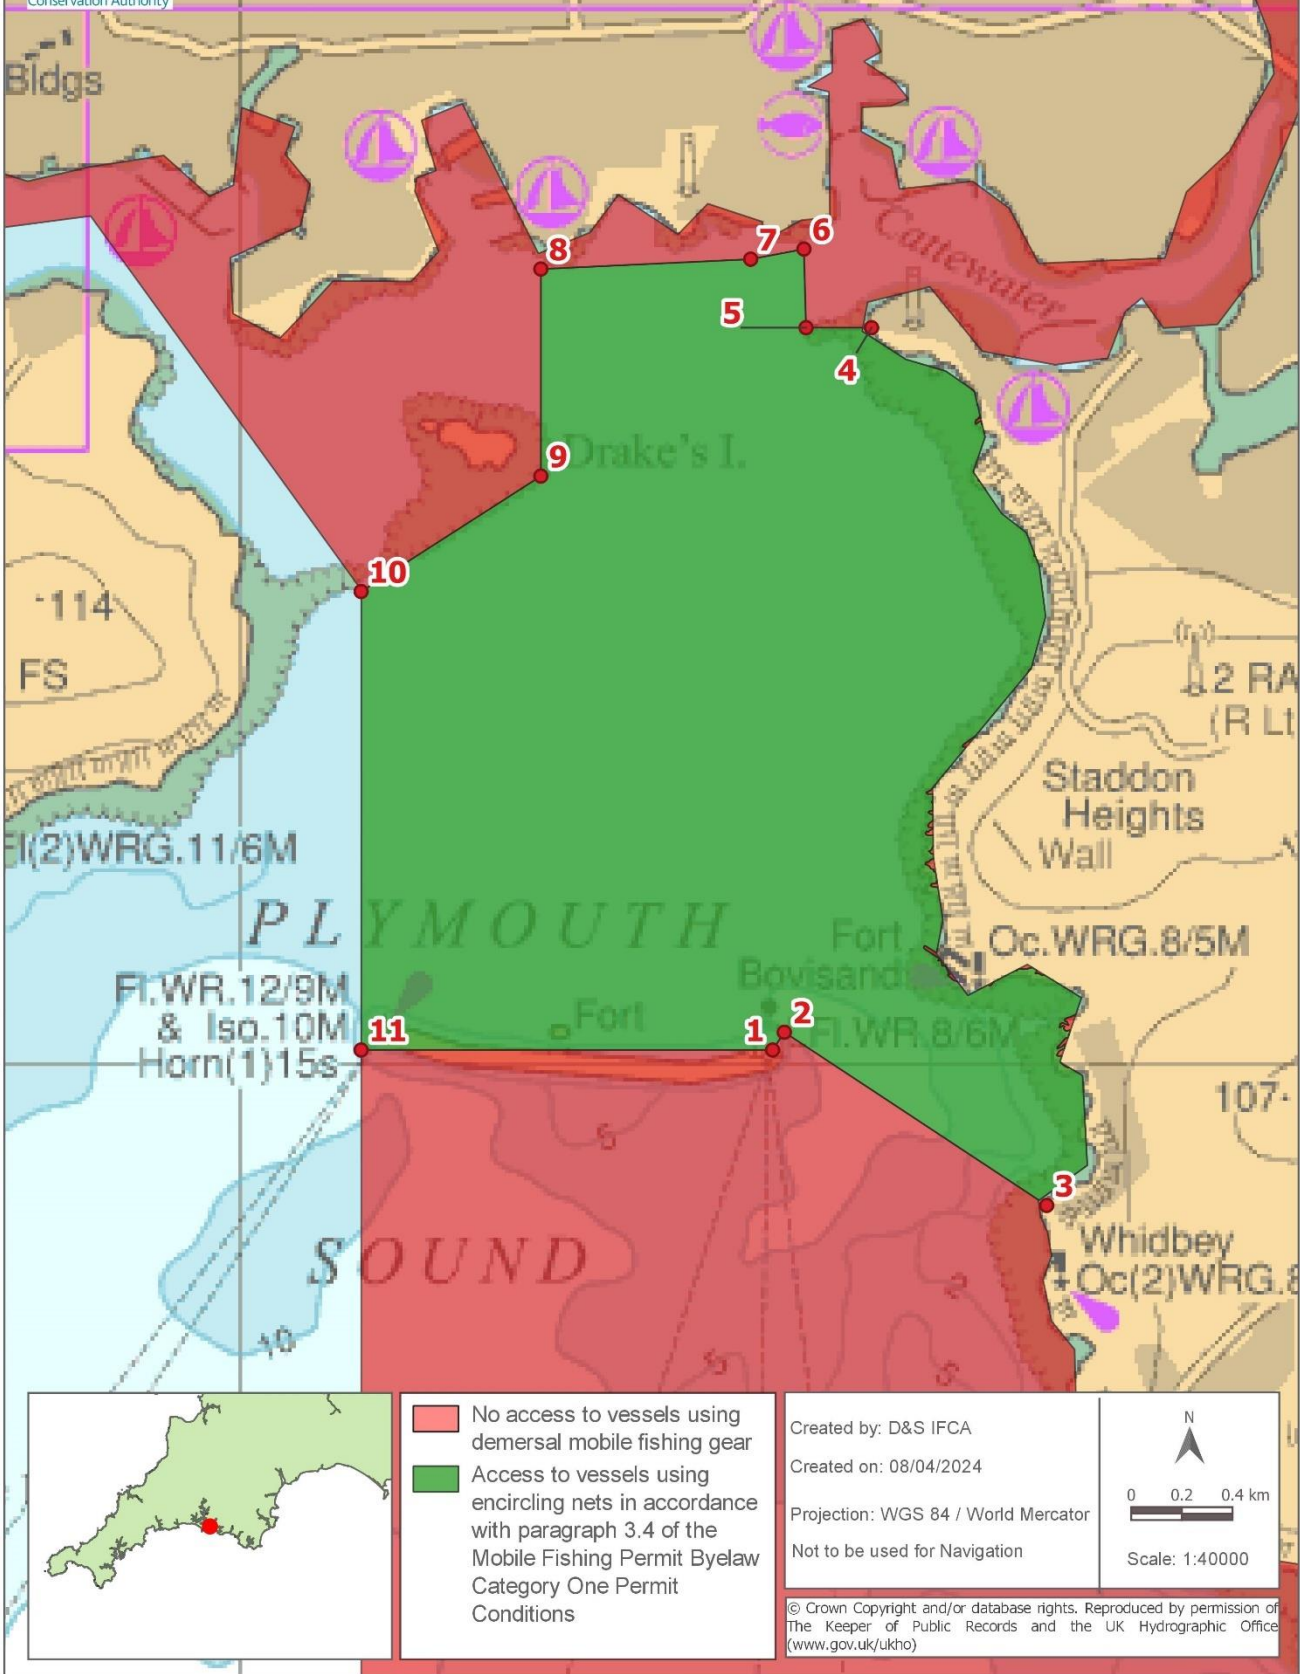 Conservation Authority
Bldgs
Cattewater
8
7
6
5
4
Drake's I.
9
10
-114
FS
2 RA
(R Lt
Staddon
Heights
Wall
Fl(2)WRG.11/6M
PLYMOUTH
Fort
Bovisand
Oc.WRG.8/5M
Fl.WR.12/9M
& Iso.10M
Horn(1)15s
11
Fort
1
2
Fl.WR.8/6M
107-
5
3
SOUND
Whidbey
Oc(2)WRG.8
2
10
5
No access to vessels using
demersal mobile fishing gear
Access to vessels using
encircling nets in accordance
with paragraph 3.4 of the
Mobile Fishing Permit Byelaw
Category One Permit
Conditions
Created by: D&S IFCA
Created on: 08/04/2024
Projection: WGS 84 / World Mercator
Not to be used for Navigation
N
0 0.2 0.4 km
Scale: 1:40000
© Crown Copyright and/or database rights. Reproduced by permission of
The Keeper of Public Records and the UK Hydrographic Office
(www.gov.uk/ukho)